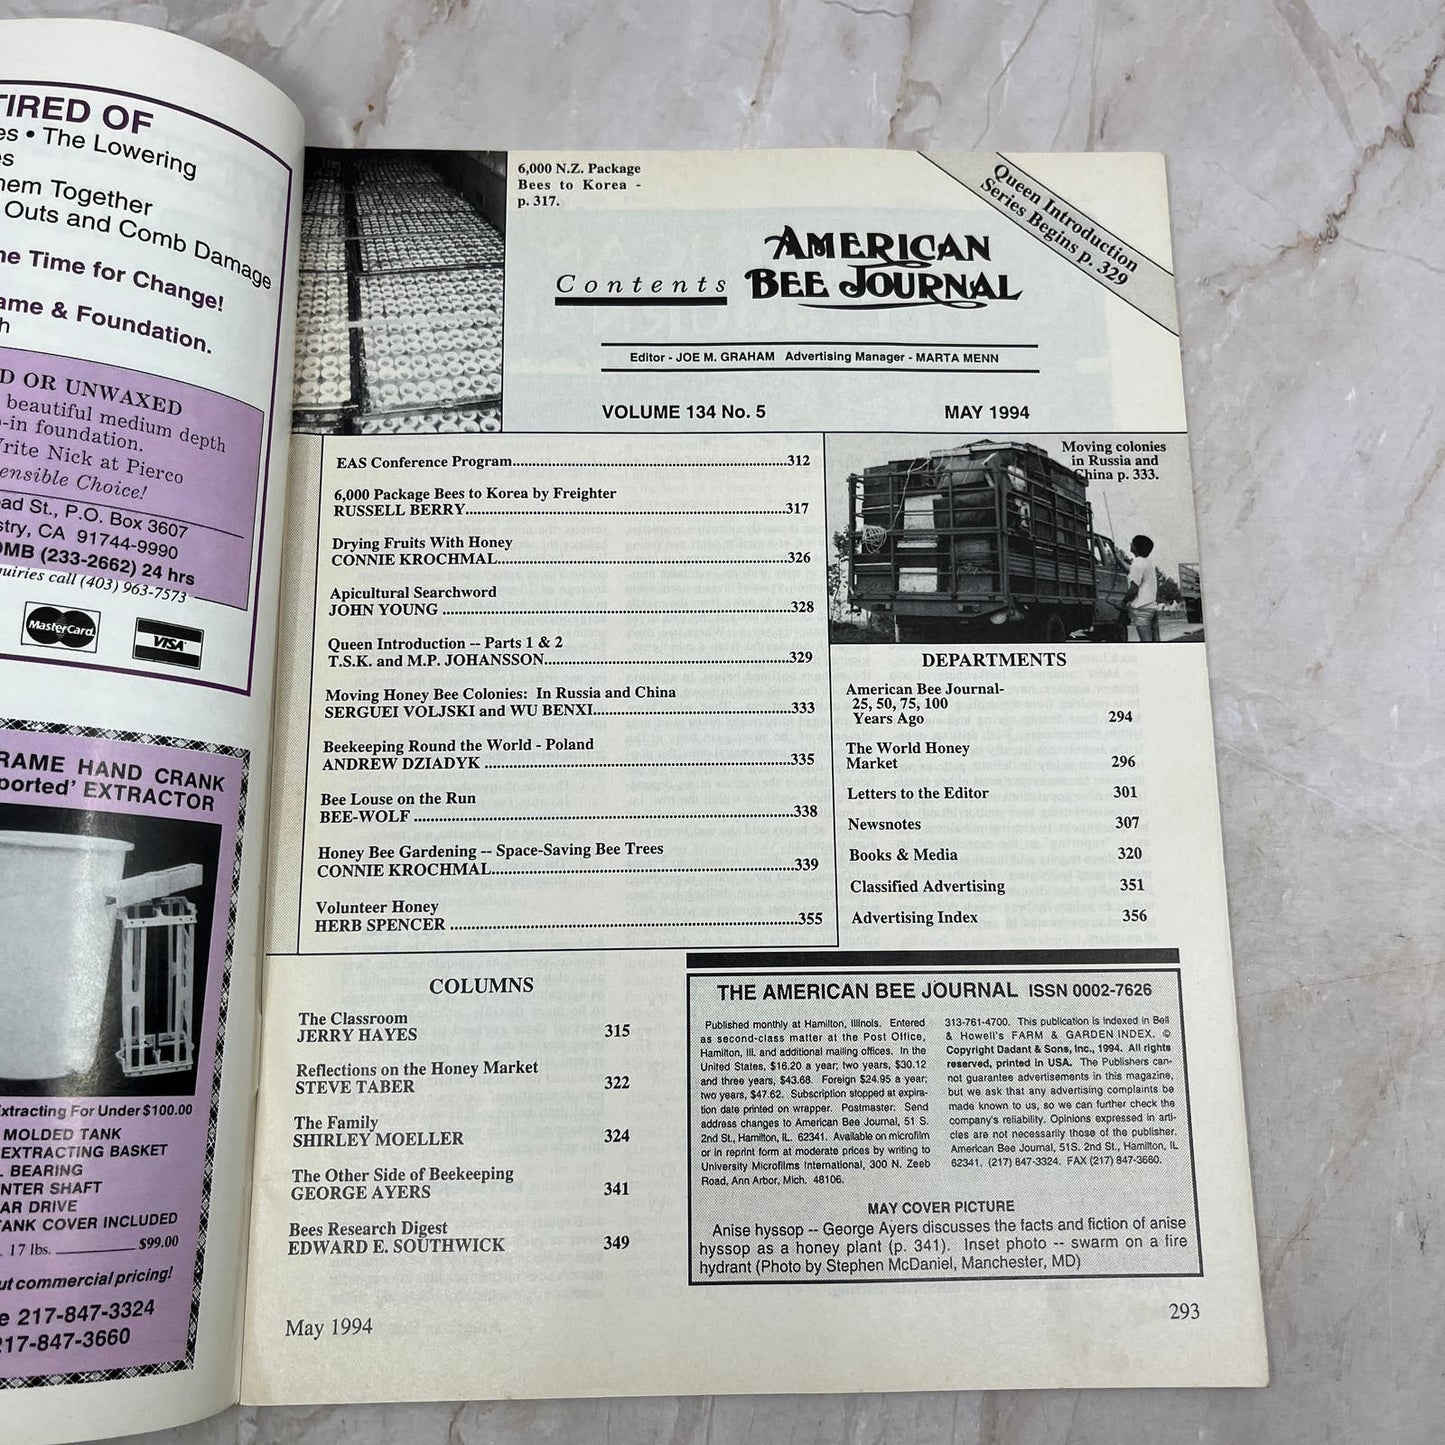 TIRED OF
es • The Lowering
es
hem Together
Outs and Comb Damage
he Time for Change!
ame & Foundation.
h
D OR UNWAXED
beautiful medium depth
p-in foundation.
Write Nick at Pierco
ensible Choice!
ead St., P.O. Box 3607
stry, CA 91744-9990
OMB (233-2662) 24 hrs
quiries call (403) 963-7573
MasterCard
VISA
RAME HAND CRANK
ported' EXTRACTOR
Extracting For Under $100.00
MOLDED TANK
EXTRACTING BASKET
L BEARING
NTER SHAFT
AR DRIVE
TANK COVER INCLUDED
. 17 lbs. $99.00
ut commercial pricing!
e 217-847-3324
217-847-3660
6,000 N.Z. Package
Bees to Korea -
p. 317.
Queen Introduction
Series Begins p. 329
Contents
AMERICAN
BEE JOURNAL
Editor - JOE M. GRAHAM Advertising Manager - MARTA MENN
VOLUME 134 No. 5 MAY 1994
EAS Conference Program...312
6,000 Package Bees to Korea by Freighter
RUSSELL BERRY...317
Drying Fruits With Honey
CONNIE KROCHMAL...326
Apicultural Searchword
JOHN YOUNG ...328
Queen Introduction -- Parts 1 & 2
T.S.K. and M.P. JOHANSSON...329
Moving Honey Bee Colonies: In Russia and China
SERGUEI VOLJSKI and WU BENXI...333
Beekeeping Round the World - Poland
ANDREW DZIADYK ...335
Bee Louse on the Run
BEE-WOLF ...338
Honey Bee Gardening -- Space-Saving Bee Trees
CONNIE KROCHMAL...339
Volunteer Honey
HERB SPENCER ...355
Moving colonies
in Russia and
China p. 333.
DEPARTMENTS
American Bee Journal-
25, 50, 75, 100
Years Ago 294
The World Honey
Market 296
Letters to the Editor 301
Newsnotes 307
Books & Media 320
Classified Advertising 351
Advertising Index 356
COLUMNS
The Classroom
JERRY HAYES 315
Reflections on the Honey Market
STEVE TABER 322
The Family
SHIRLEY MOELLER 324
The Other Side of Beekeeping
GEORGE AYERS 341
Bees Research Digest
EDWARD E. SOUTHWICK 349
THE AMERICAN BEE JOURNAL ISSN 0002-7626
Published monthly at Hamilton, Illinois. Entered
as second-class matter at the Post Office,
Hamilton, Ill. and additional mailing offices. In the
United States, $16.20 a year; two years, $30.12
and three years, $43.68. Foreign $24.95 a year;
two years, $47.62. Subscription stopped at expira-
tion date printed on wrapper. Postmaster: Send
address changes to American Bee Journal, 51 S.
2nd St., Hamilton, IL. 62341. Available on microfilm
or in reprint form at moderate prices by writing to
University Microfilms International, 300 N. Zeeb
Road, Ann Arbor, Mich. 48106.
313-761-4700. This publication is indexed in Bell
& Howell's FARM & GARDEN INDEX. ©
Copyright Dadant & Sons, Inc., 1994. All rights
reserved, printed in USA. The Publishers can-
not guarantee advertisements in this magazine,
but we ask that any advertising complaints be
made known to us, so we can further check the
company's reliability. Opinions expressed in arti-
cles are not necessarily those of the publisher.
American Bee Journal, 51S. 2nd St., Hamilton, IL
62341. (217) 847-3324. FAX (217) 847-3660.
MAY COVER PICTURE
Anise hyssop -- George Ayers discusses the facts and fiction of anise
hyssop as a honey plant (p. 341). Inset photo -- swarm on a fire
hydrant (Photo by Stephen McDaniel, Manchester, MD)
May 1994 293